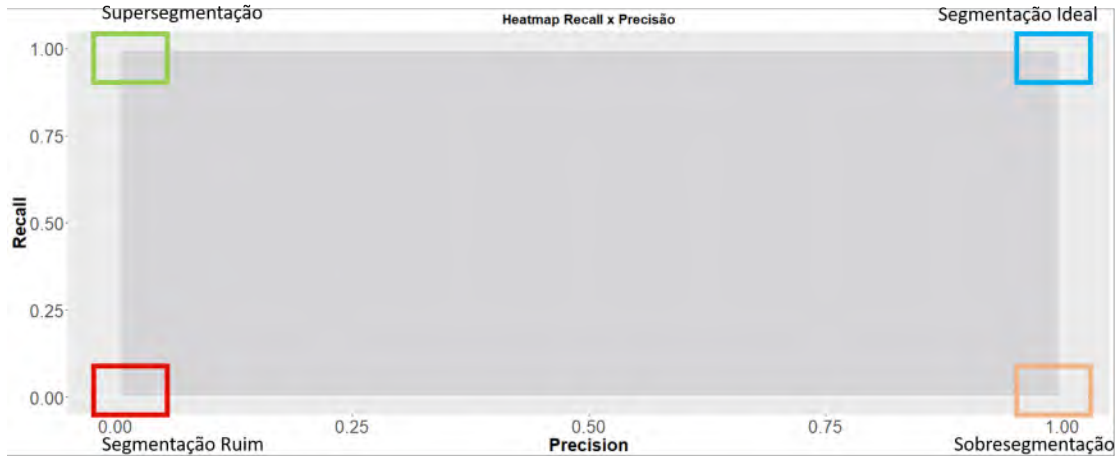 Supersegmentação
Heatmap Recall x Precisão
Segmentação Ideal
1.00
0.75
Recall
0.50
0.25
0.00
0.00
0.25
0.50
0.75
1.00
Segmentação Ruim
Precision
Sobresegmentação